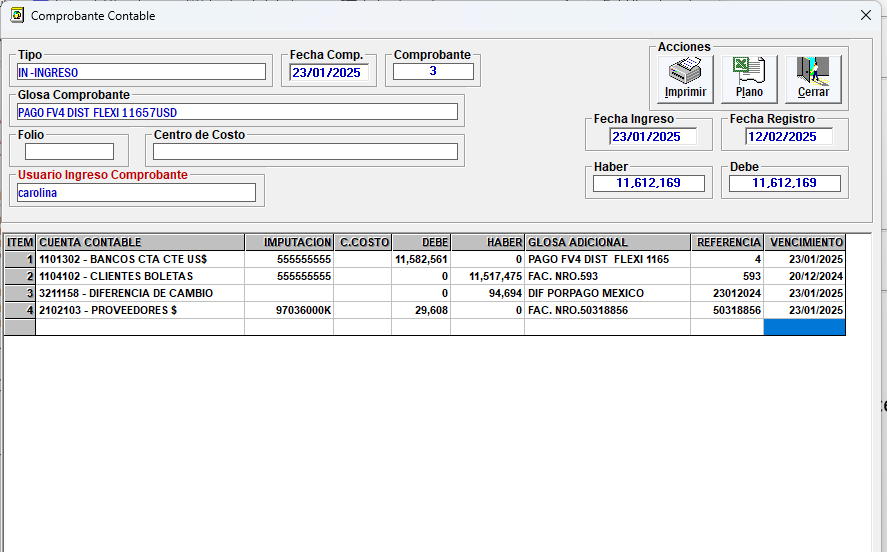 Comprobante Contable
Tipo
IN -INGRESO
Fecha Comp.
23/01/2025
Comprobante
3
Acciones
Imprimir
Plano
Cerrar
Glosa Comprobante
PAGO FV4 DIST FLEXI 11657USD
Folio
Centro de Costo
Fecha Ingreso
23/01/2025
Fecha Registro
12/02/2025
Usuario Ingreso Comprobante
carolina
Haber
11,612,169
Debe
11,612,169
ITEM CUENTA CONTABLE IMPUTACION C.COSTO DEBE HABER GLOSA ADICIONAL REFERENCIA VENCIMIENTO
1 1101302 - BANCOS CTA CTE US$ 555555555 11,582,561 0 PAGO FV4 DIST FLEXI 1165 4 23/01/2025
2 1104102 - CLIENTES BOLETAS 555555555 0 11,517,475 FAC. NRO.593 593 20/12/2024
3 3211158 - DIFERENCIA DE CAMBIO 0 94,694 DIF PORPAGO MEXICO 23012024 23/01/2025
4 2102103 - PROVEEDORES $ 97036000K 29,608 0 FAC. NRO.50318856 50318856 23/01/2025